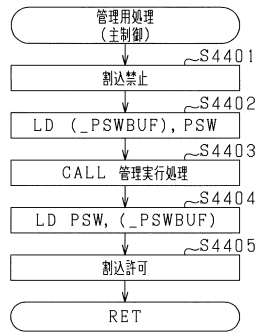 管理用処理
(主制御)
S4401
割込禁止
S4402
LD (_PSWBUF), PSW
S4403
CALL 管理実行処理
S4404
LD PSW, (_PSWBUF)
S4405
割込許可
RET